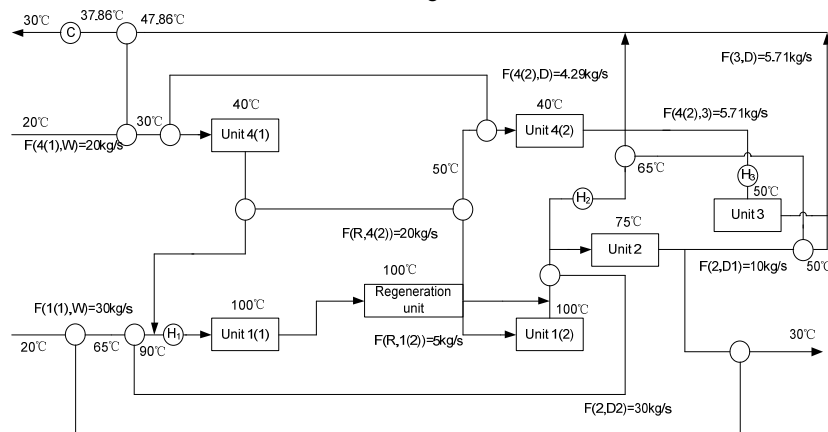 30℃
37.86℃
47.86℃
C
F(3,D)=5.71kg/s
F(4(2),D)=4.29kg/s
40℃
40℃
F(4(2),3)=5.71kg/s
20℃
30℃
Unit 4(1)
Unit 4(2)
F(4(1),W)=20kg/s
65℃
50℃
H3
50℃
H2
Unit 3
75℃
F(R,4(2))=20kg/s
Unit 2
100℃
F(2,D1)=10kg/s
50℃
Regeneration
unit
F(1(1),W)=30kg/s
100℃
100℃
H1
Unit 1(1)
Unit 1(2)
20℃
65℃
90℃
F(R,1(2))=5kg/s
30℃
F(2,D2)=30kg/s